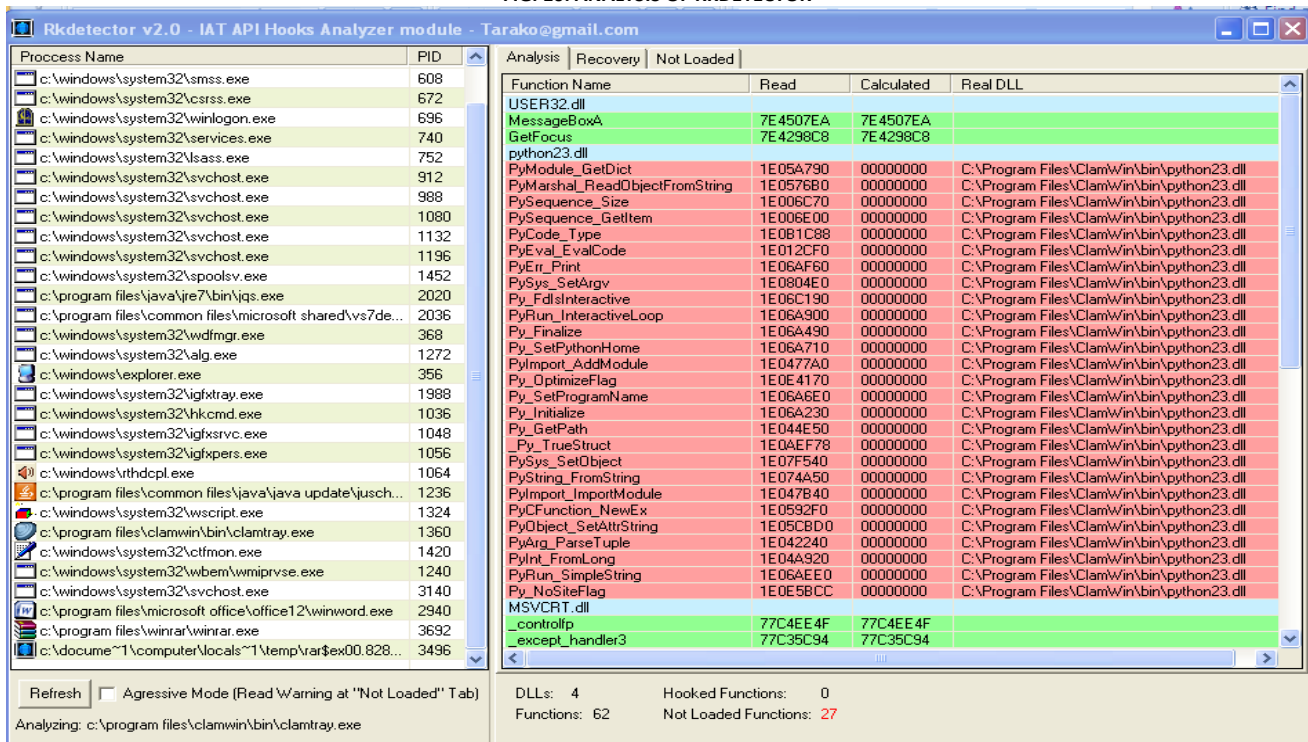 Rkdetector v2.0 - IAT API Hooks Analyzer module - Tarako@gmail.com
Proccess Name PID
c:\windows\system32\smss.exe 608
c:\windows\system32\csrss.exe 672
c:\windows\system32\winlogon.exe 696
c:\windows\system32\services.exe 740
c:\windows\system32\lsass.exe 752
c:\windows\system32\svchost.exe 912
c:\windows\system32\svchost.exe 988
c:\windows\system32\svchost.exe 1080
c:\windows\system32\svchost.exe 1132
c:\windows\system32\svchost.exe 1196
c:\windows\system32\spoolsv.exe 1452
c:\program files\java\jre7\bin\jqs.exe 2020
c:\program files\common files\microsoft shared\vs7de... 2036
c:\windows\system32\wdfmgr.exe 368
c:\windows\system32\alg.exe 1272
c:\windows\explorer.exe 356
c:\windows\system32\igfxtray.exe 1988
c:\windows\system32\hkcmd.exe 1036
c:\windows\system32\igfxsrvc.exe 1048
c:\windows\system32\igfxpers.exe 1056
c:\windows\rthdcpl.exe 1064
c:\program files\common files\java\java update\jusch... 1236
c:\windows\system32\wscript.exe 1324
c:\program files\clamwin\bin\clamtray.exe 1360
c:\windows\system32\ctfmon.exe 1420
c:\windows\system32\wbem\wmiprvse.exe 1240
c:\windows\system32\svchost.exe 3140
c:\program files\microsoft office\office12\winword.exe 2940
c:\program files\winrar\winrar.exe 3692
c:\docume~1\computer\locals~1\temp\rar$ex00.828... 3496
Refresh Agressive Mode (Read Warning at "Not Loaded" Tab)
Analyzing: c:\program files\clamwin\bin\clamtray.exe
Analysis Recovery Not Loaded
Function Name Read Calculated Real DLL
USER32.dll
MessageBoxA 7E4507EA 7E4507EA
GetFocus 7E4298C8 7E4298C8
python23.dll
PyModule_GetDict 1E05A790 00000000 C:\Program Files\ClamWin\bin\python23.dll
PyMarshal_ReadObjectFromString 1E0576B0 00000000 C:\Program Files\ClamWin\bin\python23.dll
PySequence_Size 1E006C70 00000000 C:\Program Files\ClamWin\bin\python23.dll
PySequence_GetItem 1E006E00 00000000 C:\Program Files\ClamWin\bin\python23.dll
PyCode_Type 1E0B1C88 00000000 C:\Program Files\ClamWin\bin\python23.dll
PyEval_EvalCode 1E012CF0 00000000 C:\Program Files\ClamWin\bin\python23.dll
PyErr_Print 1E06AF60 00000000 C:\Program Files\ClamWin\bin\python23.dll
PySys_SetArgv 1E0804E0 00000000 C:\Program Files\ClamWin\bin\python23.dll
Py_FdIsInteractive 1E06C190 00000000 C:\Program Files\ClamWin\bin\python23.dll
PyRun_InteractiveLoop 1E06A900 00000000 C:\Program Files\ClamWin\bin\python23.dll
Py_Finalize 1E06A490 00000000 C:\Program Files\ClamWin\bin\python23.dll
Py_SetPythonHome 1E06A710 00000000 C:\Program Files\ClamWin\bin\python23.dll
PyImport_AddModule 1E0477A0 00000000 C:\Program Files\ClamWin\bin\python23.dll
Py_OptimizeFlag 1E0E4170 00000000 C:\Program Files\ClamWin\bin\python23.dll
Py_SetProgramName 1E06A6E0 00000000 C:\Program Files\ClamWin\bin\python23.dll
Py_Initialize 1E06A230 00000000 C:\Program Files\ClamWin\bin\python23.dll
Py_GetPath 1E044E50 00000000 C:\Program Files\ClamWin\bin\python23.dll
_Py_TrueStruct 1E0AEF78 00000000 C:\Program Files\ClamWin\bin\python23.dll
PySys_SetObject 1E07F540 00000000 C:\Program Files\ClamWin\bin\python23.dll
PyString_FromString 1E074A50 00000000 C:\Program Files\ClamWin\bin\python23.dll
PyImport_ImportModule 1E047B40 00000000 C:\Program Files\ClamWin\bin\python23.dll
PyCFunction_NewEx 1E0592F0 00000000 C:\Program Files\ClamWin\bin\python23.dll
PyObject_SetAttrString 1E05CBD0 00000000 C:\Program Files\ClamWin\bin\python23.dll
PyArg_ParseTuple 1E042240 00000000 C:\Program Files\ClamWin\bin\python23.dll
PyInt_FromLong 1E04A920 00000000 C:\Program Files\ClamWin\bin\python23.dll
PyRun_SimpleString 1E06AEE0 00000000 C:\Program Files\ClamWin\bin\python23.dll
Py_NoSiteFlag 1E0E5BCC 00000000 C:\Program Files\ClamWin\bin\python23.dll
MSVCRT.dll
_controlfp 77C4EE4F 77C4EE4F
_except_handler3 77C35C94 77C35C94
DLLs: 4 Hooked Functions: 0
Functions: 62 Not Loaded Functions: 27